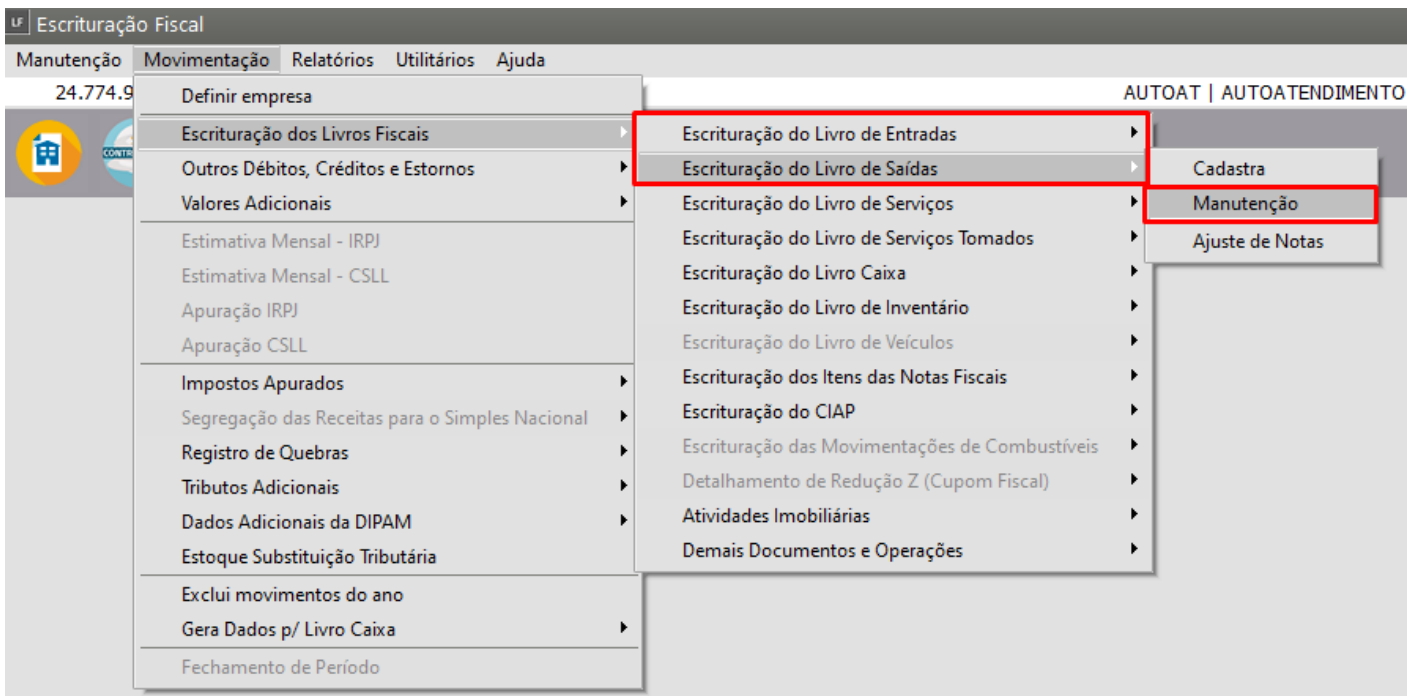 LF Escrituração Fiscal
Manutenção Movimentação Relatórios Utilitários Ajuda
24.774.9 AUTOAT | AUTOATENDIMENTO
Definir empresa
Escrituração dos Livros Fiscais
Outros Débitos, Créditos e Estornos
Valores Adicionais
Estimativa Mensal - IRPJ
Estimativa Mensal - CSLL
Apuração IRPJ
Apuração CSLL
Impostos Apurados
Segregação das Receitas para o Simples Nacional
Registro de Quebras
Tributos Adicionais
Dados Adicionais da DIPAM
Estoque Substituição Tributária
Exclui movimentos do ano
Gera Dados p/ Livro Caixa
Fechamento de Período
Escrituração do Livro de Entradas
Escrituração do Livro de Saídas
Escrituração do Livro de Serviços
Escrituração do Livro de Serviços Tomados
Escrituração do Livro Caixa
Escrituração do Livro de Inventário
Escrituração do Livro de Veículos
Escrituração dos Itens das Notas Fiscais
Escrituração do CIAP
Escrituração das Movimentações de Combustíveis
Detalhamento de Redução Z (Cupom Fiscal)
Atividades Imobiliárias
Demais Documentos e Operações
Cadastra
Manutenção
Ajuste de Notas